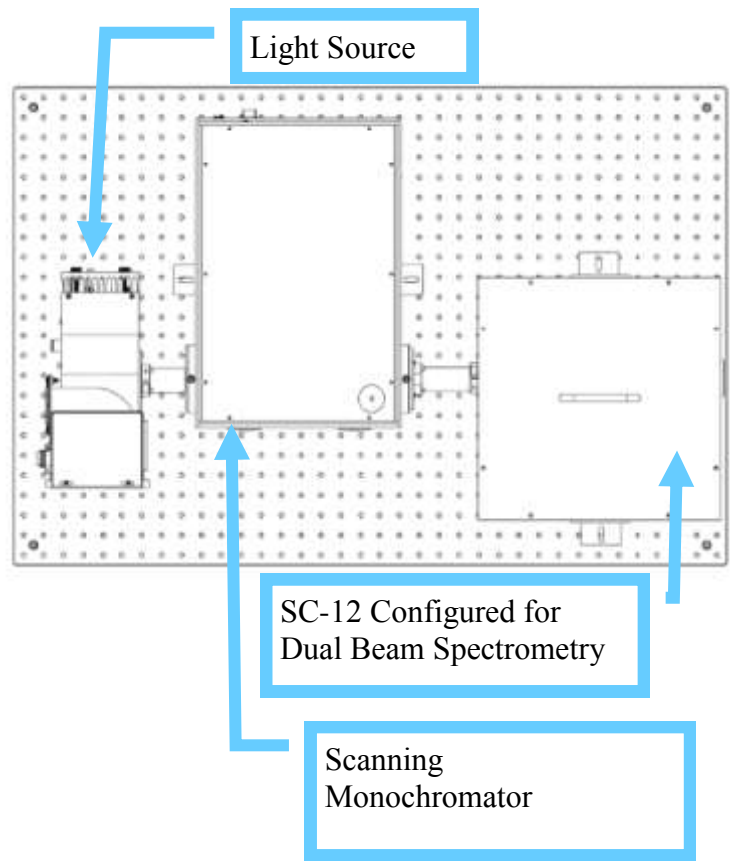 Light Source
SC-12 Configured for
Dual Beam Spectrometry
Scanning
Monochromator